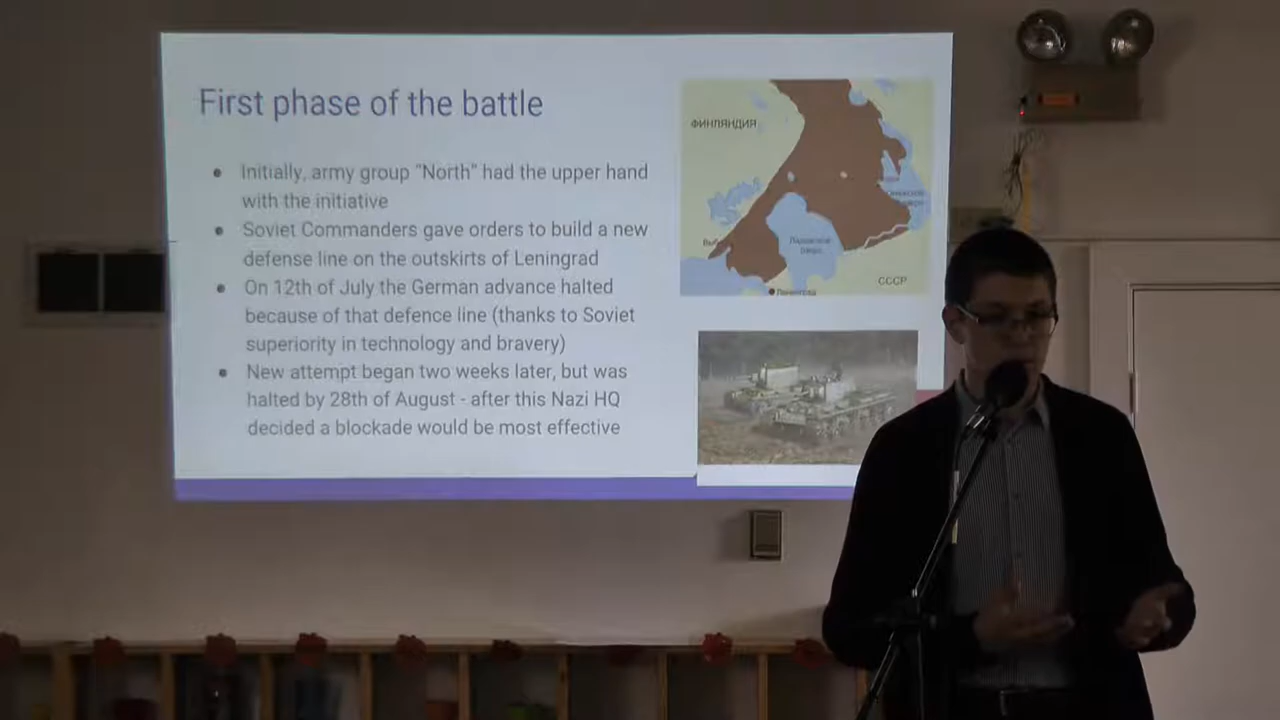 First phase of the battle
Initially, army group "North" had the upper hand
with the initiative
Soviet Commanders gave orders to build a new
defense line on the outskirts of Leningrad
On 12th of July the German advance halted
because of that defence line (thanks to Soviet
superiority in technology and bravery)
New attempt began two weeks later, but was
halted by 28th of August - after this Nazi HQ
decided a blockade would be most effective
ФИНЛЯНДИЯ
СССР
Ленинград